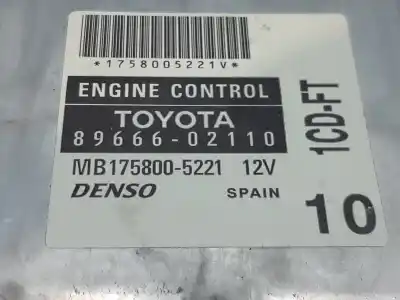 *1758005221V*
ENGINE CONTROL
TOYOTA
89666-02110
MB175800-5221 12V
DENSO SPAIN
1CD-FT
10